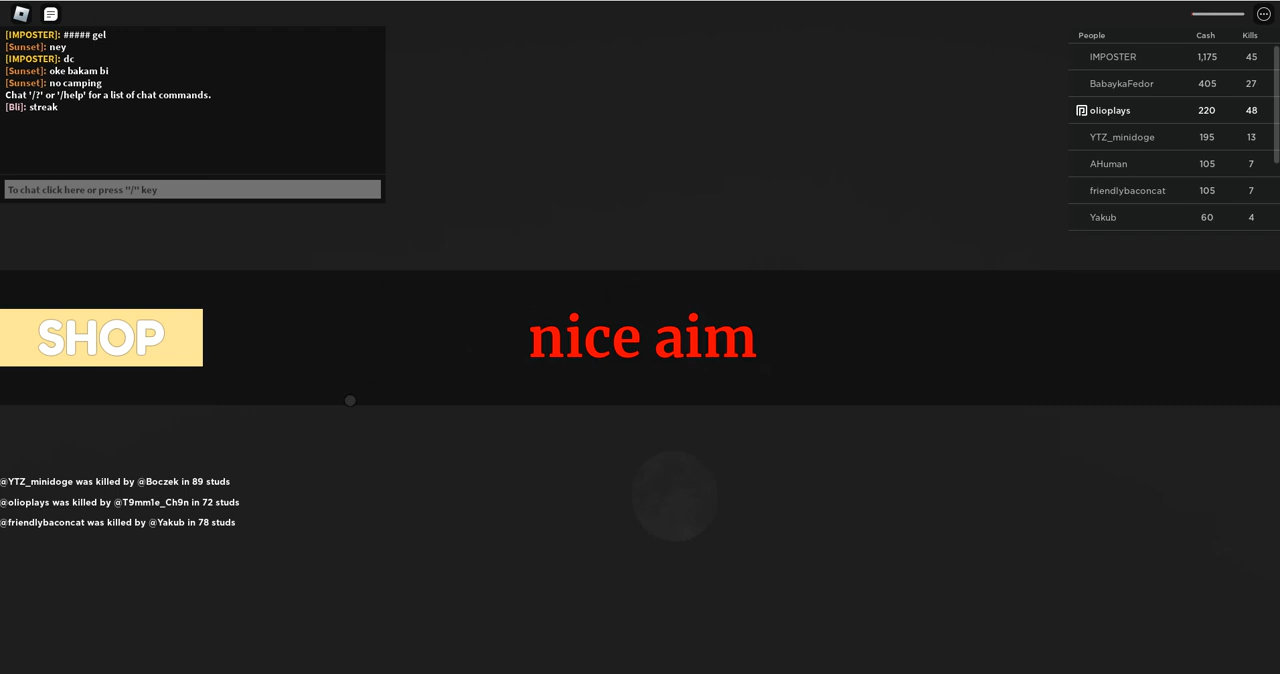 [IMPOSTER]: ##### gel
[Sunset]: ney
[IMPOSTER]: dc
[Sunset]: oke bakam bi
[Sunset]: no camping
Chat '/?' or '/help' for a list of chat commands.
[Bli]: streak
To chat click here or press "/" key
People Cash Kills
IMPOSTER 1,175 45
BabaykaFedor 405 27
olioplays 220 48
YTZ_minidoge 195 13
AHuman 105 7
friendlybaconcat 105 7
Yakub 60 4
SHOP
nice aim
@YTZ_minidoge was killed by @Boczek in 89 studs
@olioplays was killed by @T9mm1e_Ch9n in 72 studs
@friendlybaconcat was killed by @Yakub in 78 studs